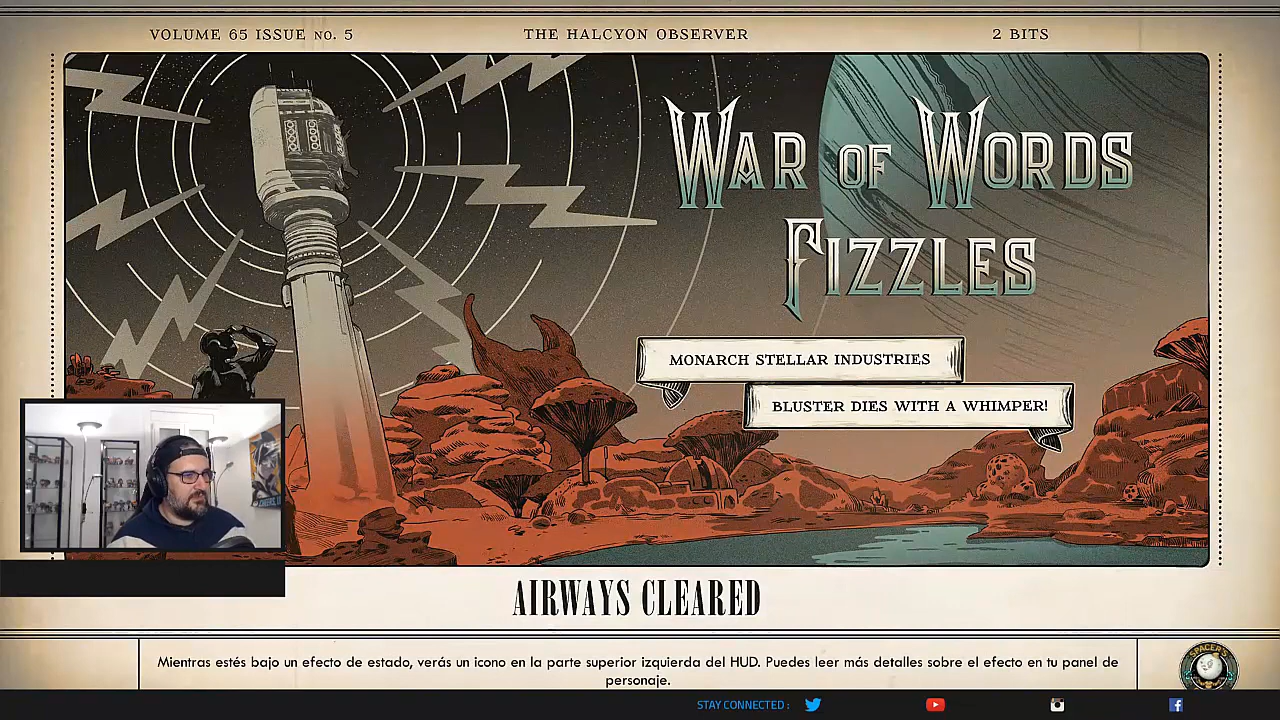 VOLUME 65 ISSUE NO. 5
THE HALCYON OBSERVER
2 BITS
WAR OF WORDS
FIZZLES
MONARCH STELLAR INDUSTRIES
BLUSTER DIES WITH A WHIMPER!
AIRWAYS CLEARED
Mientras estés bajo un efecto de estado, verás un icono en la parte superior izquierda del HUD. Puedes leer más detalles sobre el efecto en tu panel de
personaje.
SPACER'S
STAY CONNECTED :